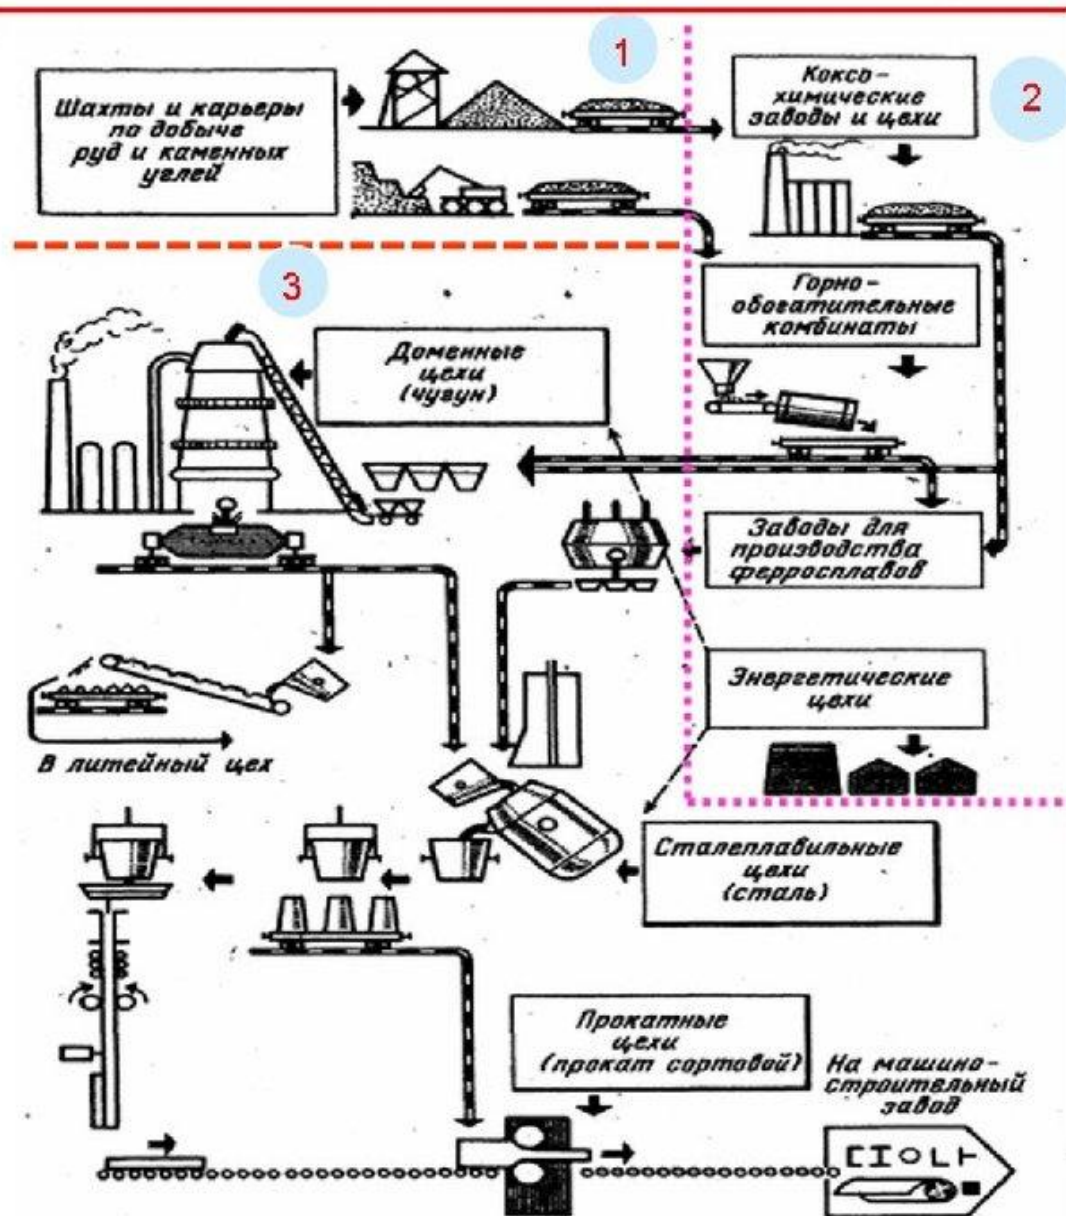 1
Шахты и карьеры
по добыче
руд и каменных
углей
2
Коксо-
химические
заводы и цехи
Горно-
обогатительные
комбинаты
3
Доменные
цехи
(чугун)
Заводы для
производства
ферросплавов
Энергетические
цехи
В литейный цех
Сталеплавильные
цехи
(сталь)
Прокатные
цехи
(прокат сортовой)
На машино-
строительный
завод